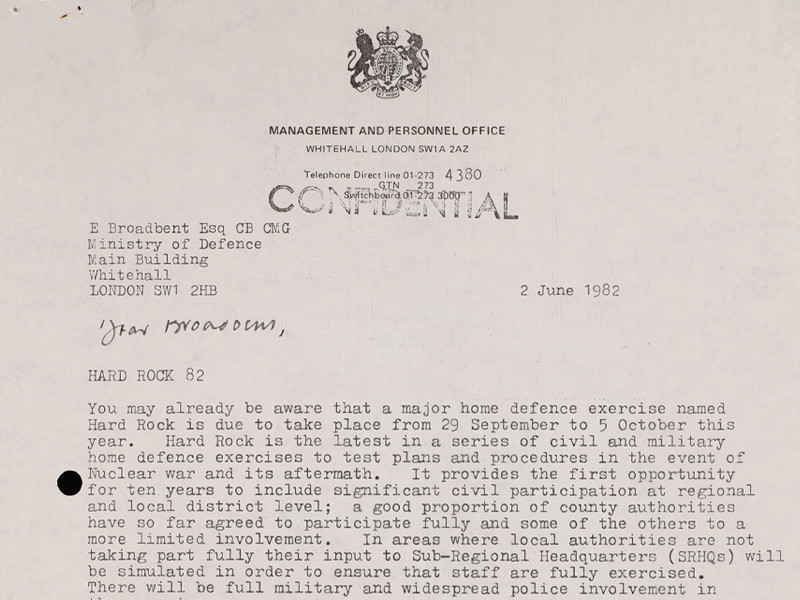 MANAGEMENT AND PERSONNEL OFFICE
WHITEHALL LONDON SW1A 2AZ
Telephone Direct line 01-273 4380
GTN 273
Switchboard 01-273 3000
CONFIDENTIAL
E Broadbent Esq CB CMG
Ministry of Defence
Main Building
Whitehall
LONDON SW1 2HB
2 June 1982
Dear Broadbent,
HARD ROCK 82
You may already be aware that a major home defence exercise named
Hard Rock is due to take place from 29 September to 5 October this
year. Hard Rock is the latest in a series of civil and military
home defence exercises to test plans and procedures in the event of
Nuclear war and its aftermath. It provides the first opportunity
for ten years to include significant civil participation at regional
and local district level; a good proportion of county authorities
have so far agreed to participate fully and some of the others to a
more limited involvement. In areas where local authorities are not
taking part fully their input to Sub-Regional Headquarters (SRHQs) will
be simulated in order to ensure that staff are fully exercised.
There will be full military and widespread police involvement in